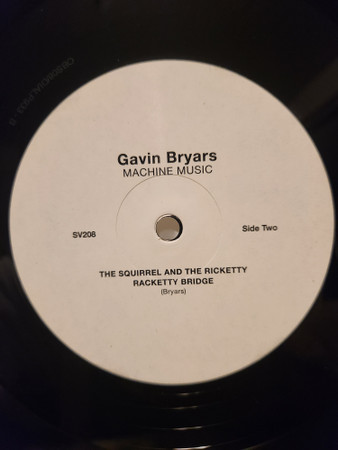 Gavin Bryars
MACHINE MUSIC
SV208
Side Two
THE SQUIRREL AND THE RICKETTY
RACKETTY BRIDGE
(Bryars)